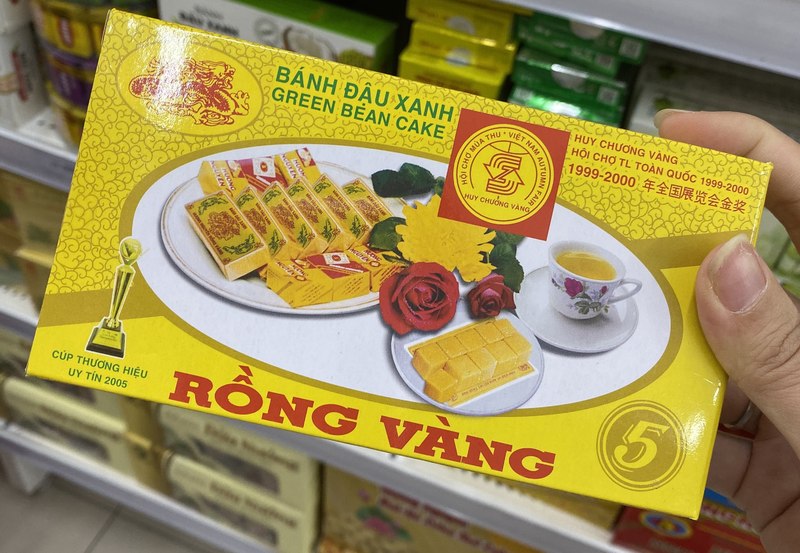 BÁNH ĐẬU XANH
GREEN BEAN CAKE
HỘI CHỢ MÙA THU * VIỆT NAM AUTUMN FAIR
HUY CHƯƠNG VÀNG
HUY CHƯƠNG VÀNG
HỘI CHỢ TL TOÀN QUỐC 1999-2000
1999-2000 年全国展览会金奖
CÚP THƯƠNG HIỆU
UY TÍN 2005
RỒNG VÀNG
5